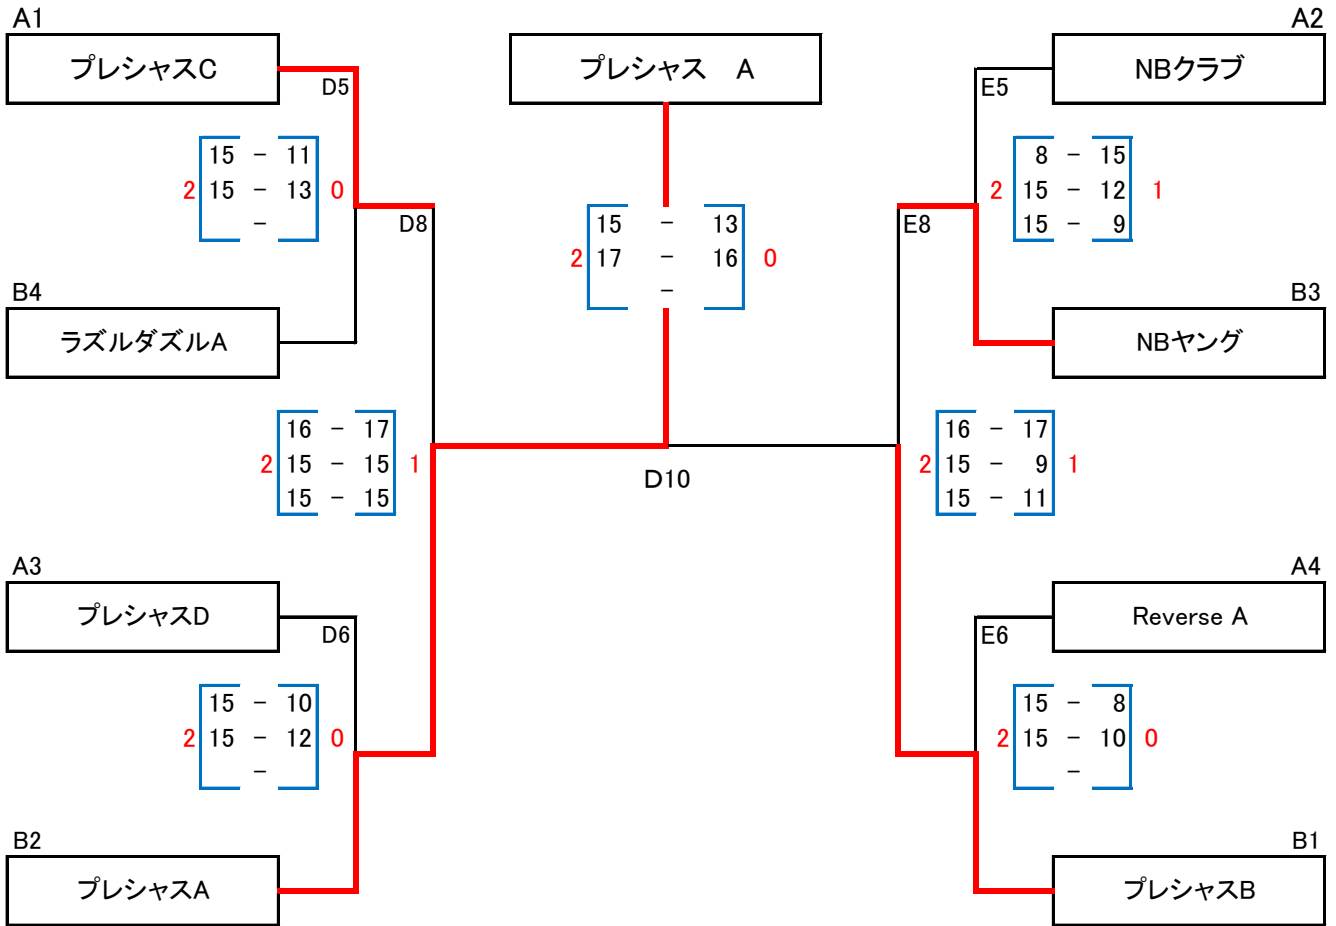 A1
A2
プレシャスC
プレシャス　A
NBクラブ
D5
E5
15 － 11
2 15 － 13 0
－
8 － 15
2 15 － 12 1
15 － 9
D8
E8
15 － 13
2 17 － 16 0
－
B4
B3
ラズルダズルA
NBヤング
16 － 17
2 15 － 15 1
15 － 15
16 － 17
2 15 － 9 1
15 － 11
D10
A3
A4
プレシャスD
Reverse A
D6
E6
15 － 10
2 15 － 12 0
－
15 － 8
2 15 － 10 0
－
B2
B1
プレシャスA
プレシャスB